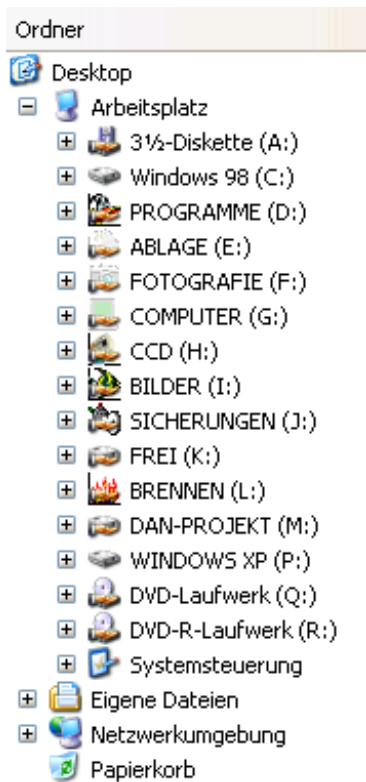 Ordner
Desktop
Arbeitsplatz
3½-Diskette (A:)
Windows 98 (C:)
PROGRAMME (D:)
ABLAGE (E:)
FOTOGRAFIE (F:)
COMPUTER (G:)
CCD (H:)
BILDER (I:)
SICHERUNGEN (J:)
FREI (K:)
BRENNEN (L:)
DAN-PROJEKT (M:)
WINDOWS XP (P:)
DVD-Laufwerk (Q:)
DVD-R-Laufwerk (R:)
Systemsteuerung
Eigene Dateien
Netzwerkumgebung
Papierkorb